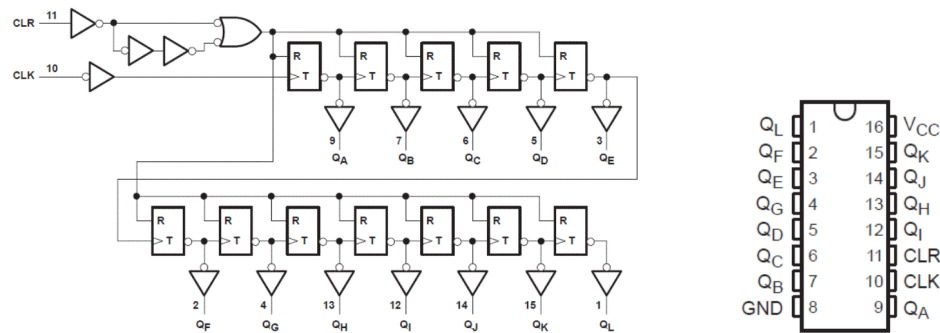 CLR 11
CLK 10
R R R R R
T T T T T
9 7 6 5 3
QA QB QC QD QE
R R R R R R R
T T T T T T T
2 4 13 12 14 15 1
QF QG QH QI QJ QK QL
QL 1 16 VCC
QF 2 15 QK
QE 3 14 QJ
QG 4 13 QH
QD 5 12 QI
QC 6 11 CLR
QB 7 10 CLK
GND 8 9 QA